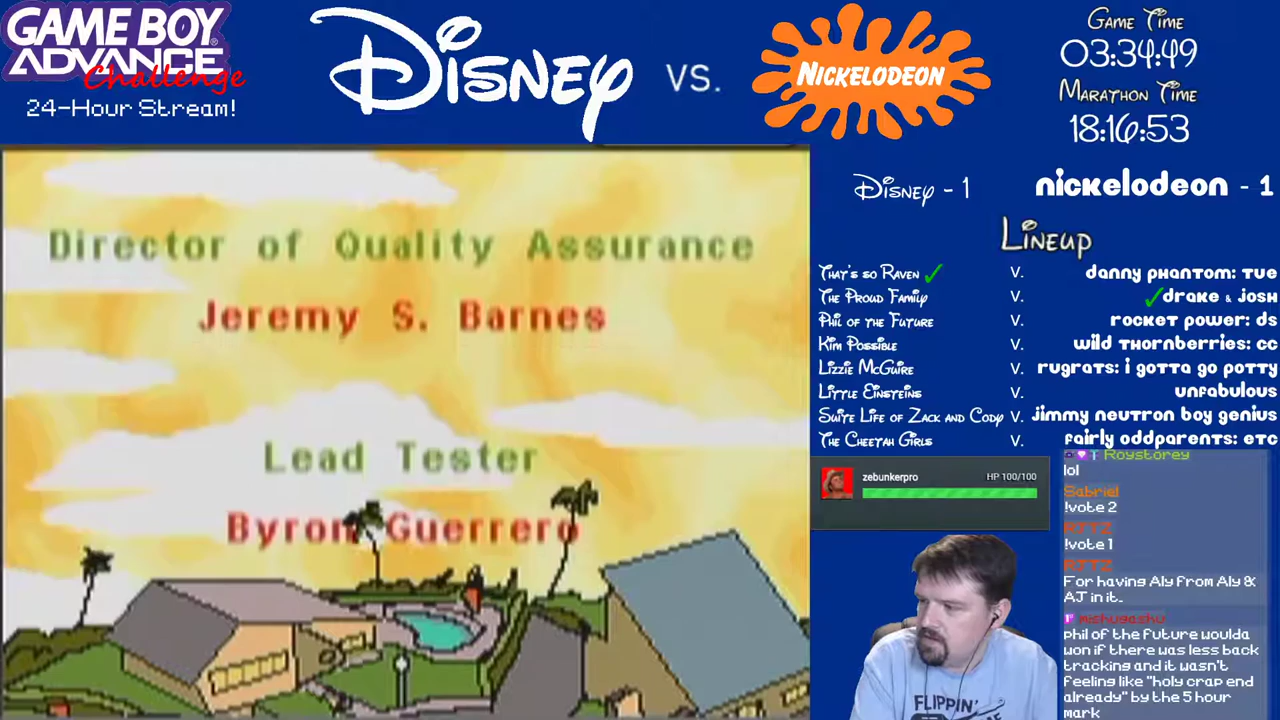 GAME BOY
ADVANCE
Challenge
24-Hour Stream!
DISNEY
VS.
NICKELODEON
GAME TIME
03:34:49
MARATHON TIME
18:16:53
DISNEY - 1
nickelodeon - 1
LINEUP
THAT'S SO RAVEN V. DANNY PHANTOM: TUE
THE PROUD FAMILY V. DRAKE & JOSH
PHIL OF THE FUTURE V. ROCKET POWER: DS
KIM POSSIBLE V. WILD THORNBERRIES: CC
LIZZIE MCGUIRE V. RUGRATS: I GOTTA GO POTTY
LITTLE EINSTEINS V. UNFABULOUS
SUITE LIFE OF ZACK AND CODY V. JIMMY NEUTRON BOY GENIUS
THE CHEETAH GIRLS V. FAIRLY ODDPARENTS: ETC
Director of Quality Assurance
Jeremy S. Barnes
Lead Tester
Byron Guerrero
zebunkerpro HP 100/100
Roystorey
lol
Sabriel
!vote 2
RTTZ
!vote 1
RTTZ
For having Aly from Aly &
AJ in it..
mishugashu
phil of the future woulda
won if there was less back
tracking and it wasn't
feeling like "holy crap end
already" by the 5 hour
mark
FLIPPIN'